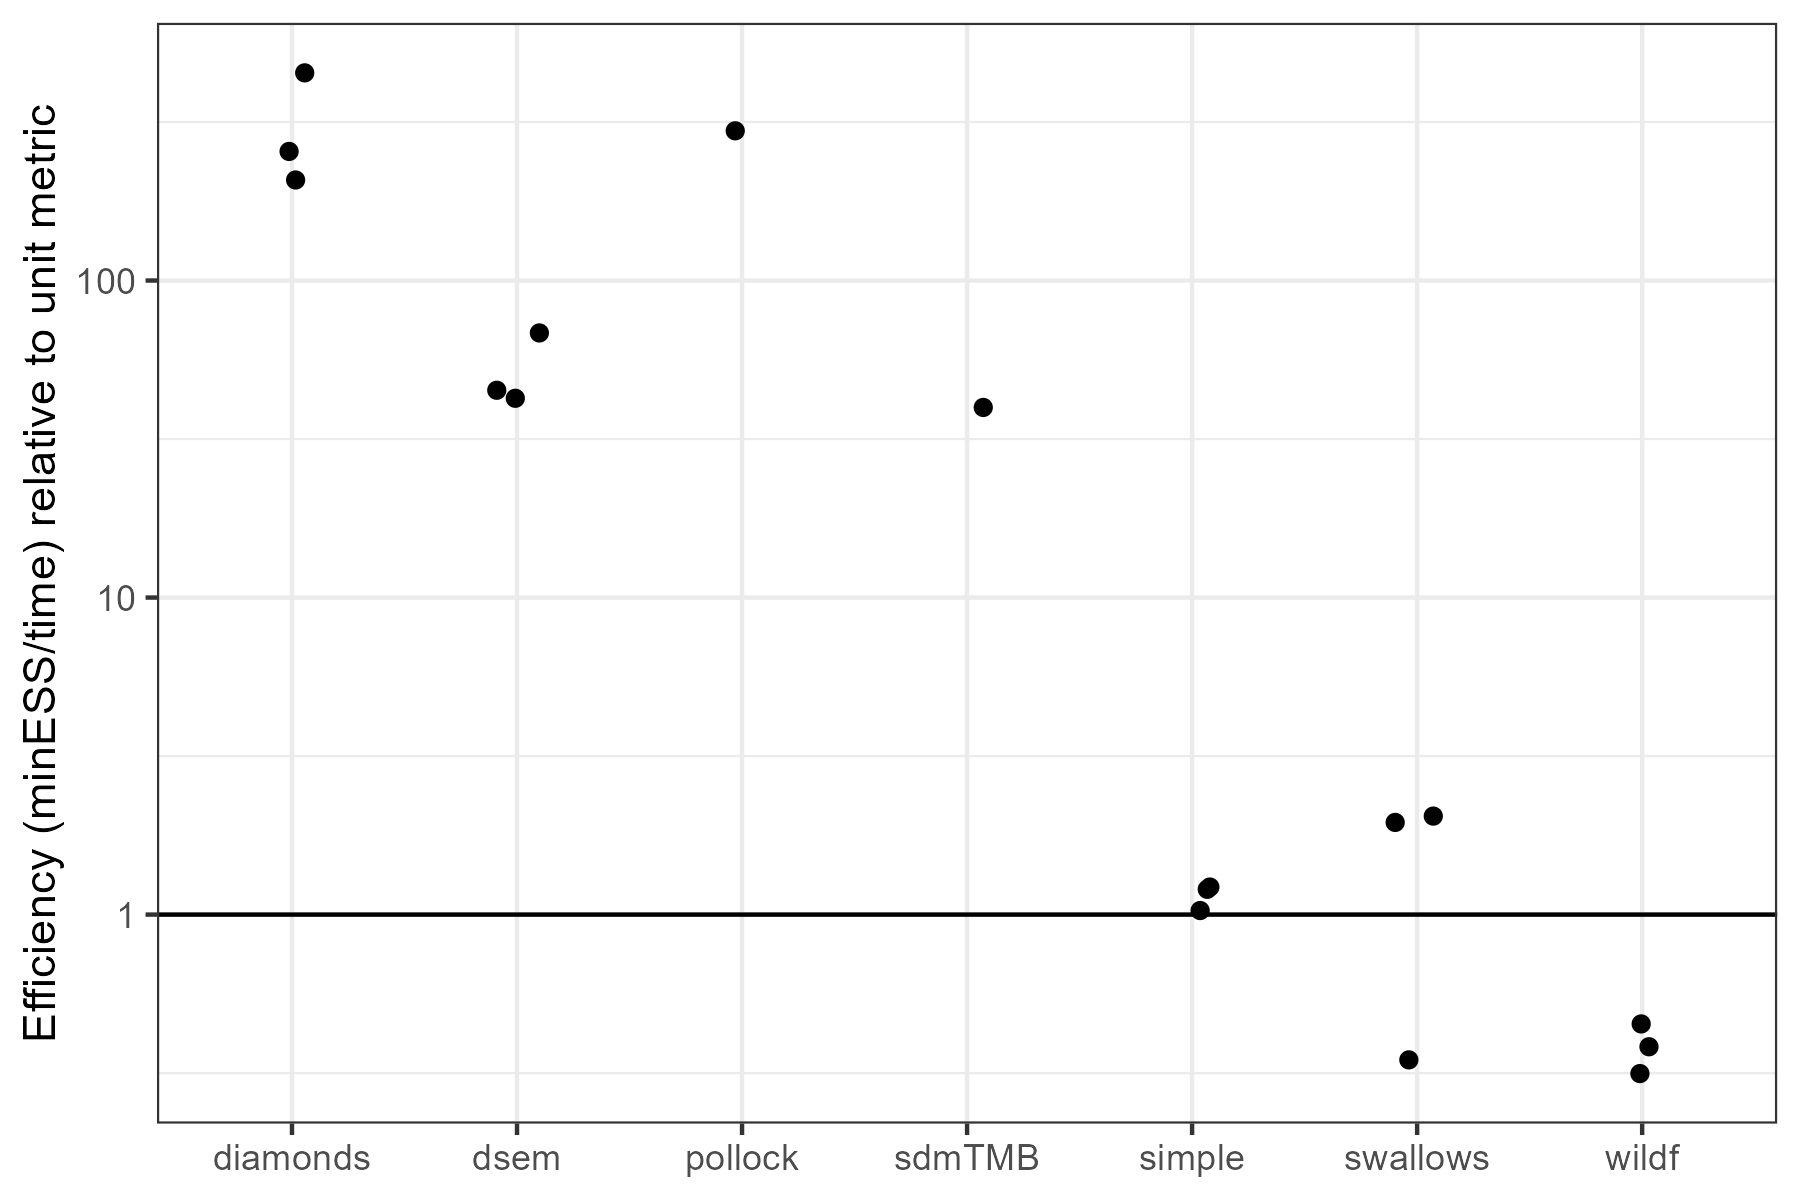 Efficiency (minESS/time) relative to unit metric
100
10
1
diamonds dsem pollock sdmTMB simple swallows wildf